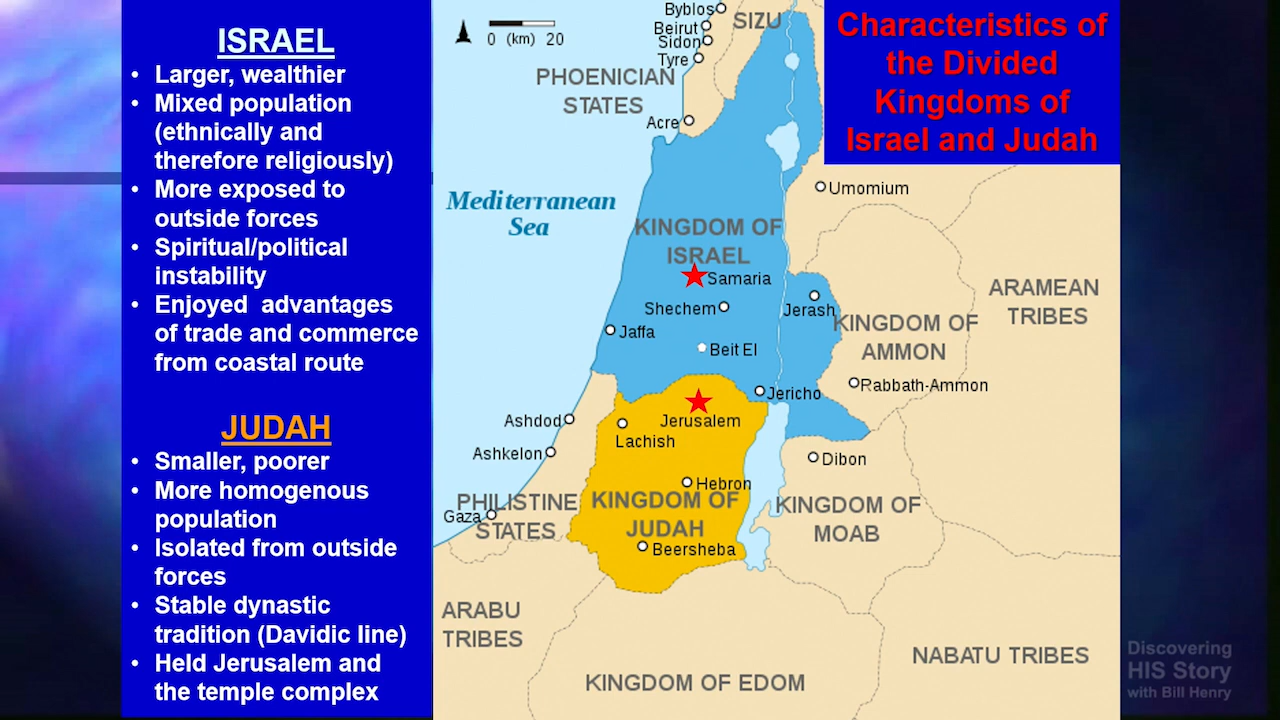 ISRAEL
• Larger, wealthier
• Mixed population
(ethnically and
therefore religiously)
• More exposed to
outside forces
• Spiritual/political
instability
• Enjoyed  advantages
of trade and commerce
from coastal route
JUDAH
• Smaller, poorer
• More homogenous
population
• Isolated from outside
forces
• Stable dynastic
tradition (Davidic line)
• Held Jerusalem and
the temple complex
Characteristics of
the Divided
Kingdoms of
Israel and Judah
0 (km) 20
Byblos
Beirut
Sidon
Tyre
SIZU
PHOENICIAN
STATES
Acre
Mediterranean
Sea
Umomium
KINGDOM OF
ISRAEL
Samaria
Shechem
Jerash
Jaffa
Beit El
ARAMEAN
TRIBES
KINGDOM OF
AMMON
Rabbath-Ammon
Jericho
Jerusalem
Ashdod
Lachish
Ashkelon
Dibon
Hebron
PHILISTINE
STATES
Gaza
KINGDOM OF
JUDAH
Beersheba
KINGDOM OF
MOAB
ARABU
TRIBES
KINGDOM OF EDOM
NABATU TRIBES
Discovering
HIS Story
with Bill Henry